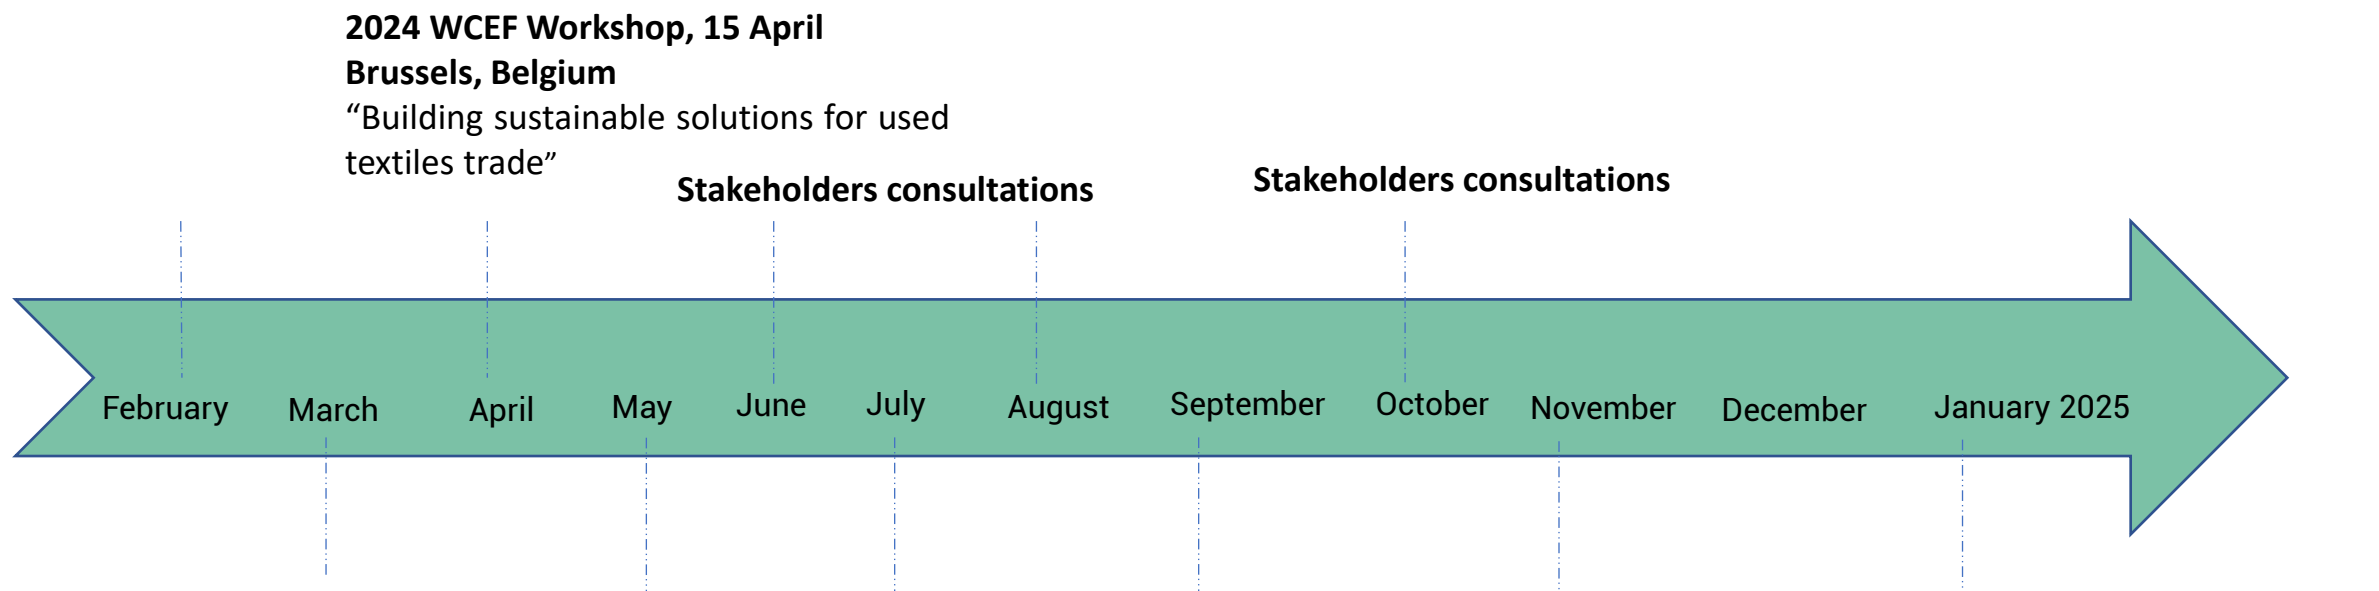 2024 WCEF Workshop, 15 April
Brussels, Belgium
“Building sustainable solutions for used
textiles trade”
Stakeholders consultations
Stakeholders consultations
February
March
April
May
June
July
August
September
October
November
December
January 2025